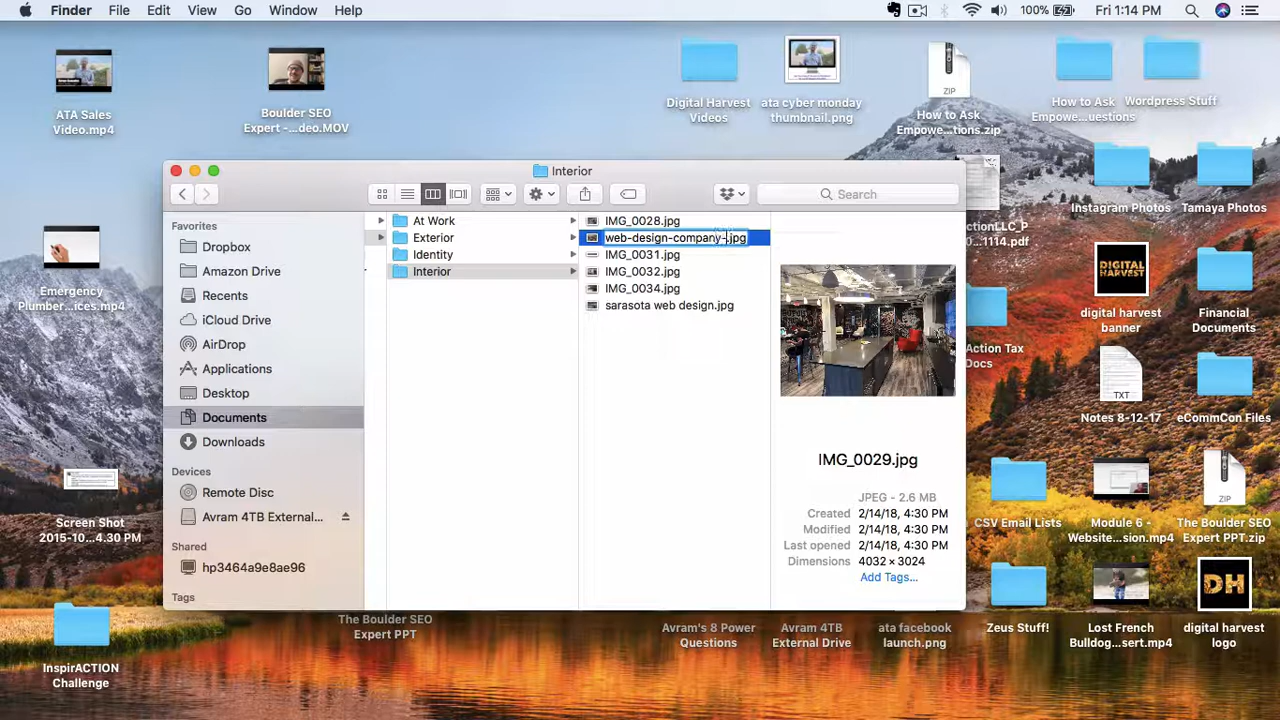 Finder File Edit View Go Window Help
100% Fri 1:14 PM
ATA Sales
Video.mp4
Boulder SEO
Expert -...deo.MOV
Digital Harvest
Videos
ata cyber monday
thumbnail.png
ZIP
How to Ask
Empowe...tions.zip
How to Ask
Empowe...uestions
Wordpress Stuff
Interior
Search
Favorites
Dropbox
Amazon Drive
Recents
iCloud Drive
AirDrop
Applications
Desktop
Documents
Downloads
Devices
Remote Disc
Avram 4TB External...
Shared
hp3464a9e8ae96
Tags
At Work
Exterior
Identity
Interior
IMG_0028.jpg
web-design-company-.jpg
IMG_0031.jpg
IMG_0032.jpg
IMG_0034.jpg
sarasota web design.jpg
IMG_0029.jpg
JPEG - 2.6 MB
Created 2/14/18, 4:30 PM
Modified 2/14/18, 4:30 PM
Last opened 2/14/18, 4:30 PM
Dimensions 4032 × 3024
Add Tags...
Instagram Photos
Tamaya Photos
ctionLLC_P
...1114.pdf
DIGITAL
HARVEST
digital harvest
banner
Financial
Documents
Action Tax
Docs
TXT
Notes 8-12-17
eCommCon Files
Emergency
Plumber...ices.mp4
Screen Shot
2015-10...4.30 PM
CSV Email Lists
Module 6 -
Website...sion.mp4
ZIP
The Boulder SEO
Expert PPT.zip
InspirACTION
Challenge
The Boulder SEO
Expert PPT
Avram's 8 Power
Questions
Avram 4TB
External Drive
ata facebook
launch.png
Zeus Stuff!
Lost French
Bulldog...sert.mp4
DH
digital harvest
logo